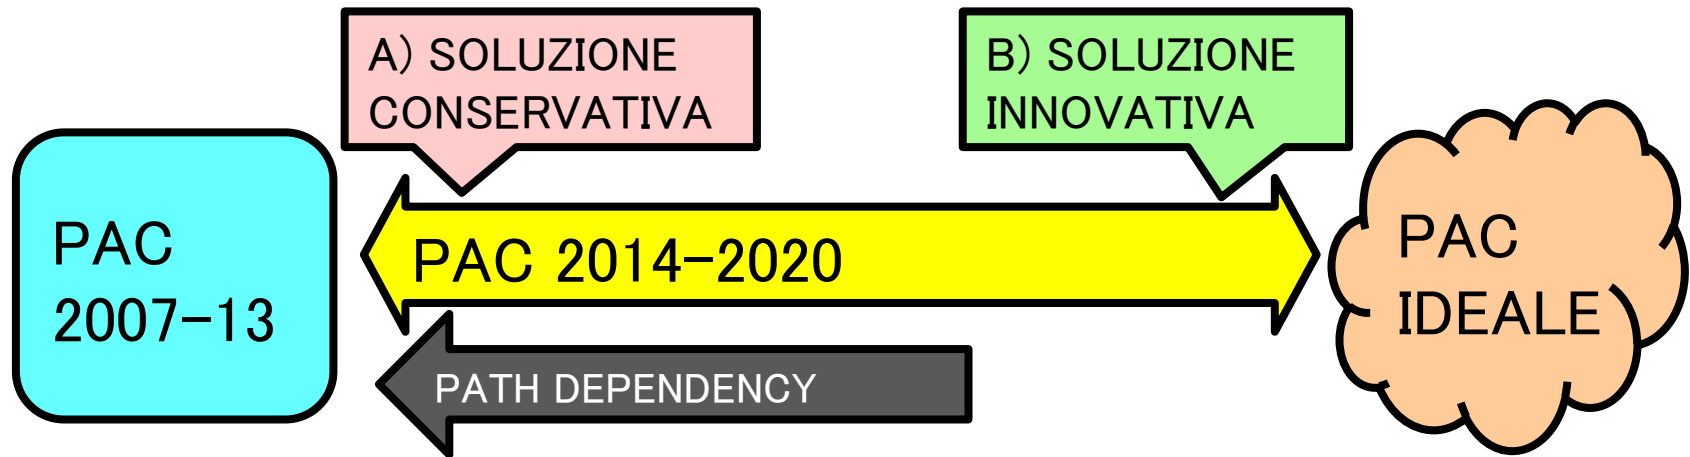 A) SOLUZIONE
CONSERVATIVA
B) SOLUZIONE
INNOVATIVA
PAC
2007-13
PAC 2014-2020
PAC
IDEALE
PATH DEPENDENCY